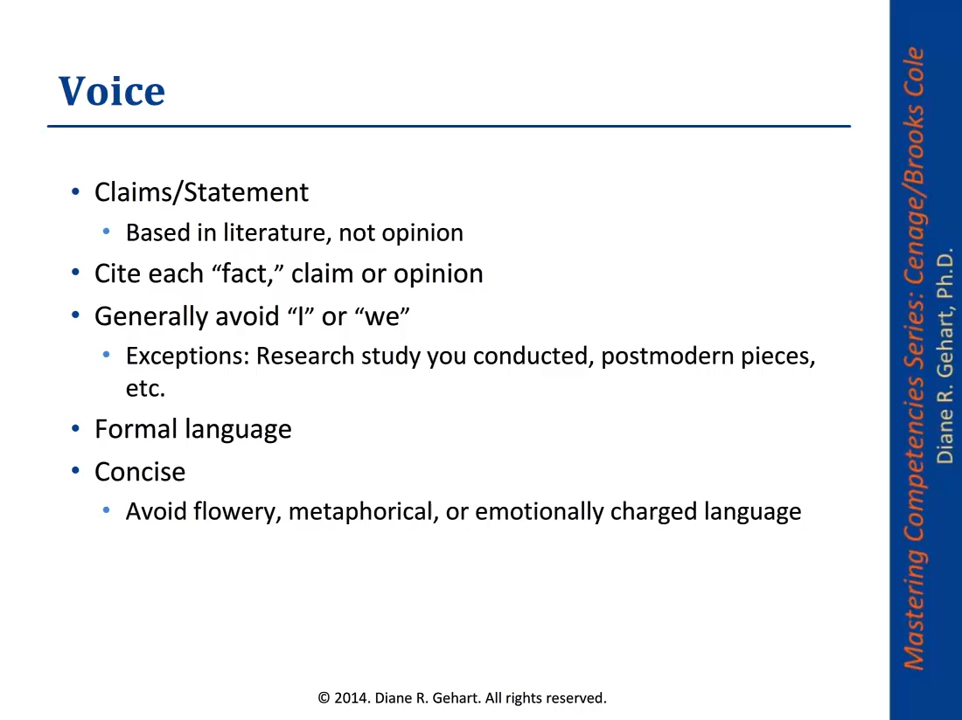 Voice
• Claims/Statement
• Based in literature, not opinion
• Cite each “fact,” claim or opinion
• Generally avoid “I” or “we”
• Exceptions: Research study you conducted, postmodern pieces,
etc.
• Formal language
• Concise
• Avoid flowery, metaphorical, or emotionally charged language
© 2014. Diane R. Gehart. All rights reserved.
Mastering Competencies Series: Cenage/Brooks Cole
Diane R. Gehart, Ph.D.